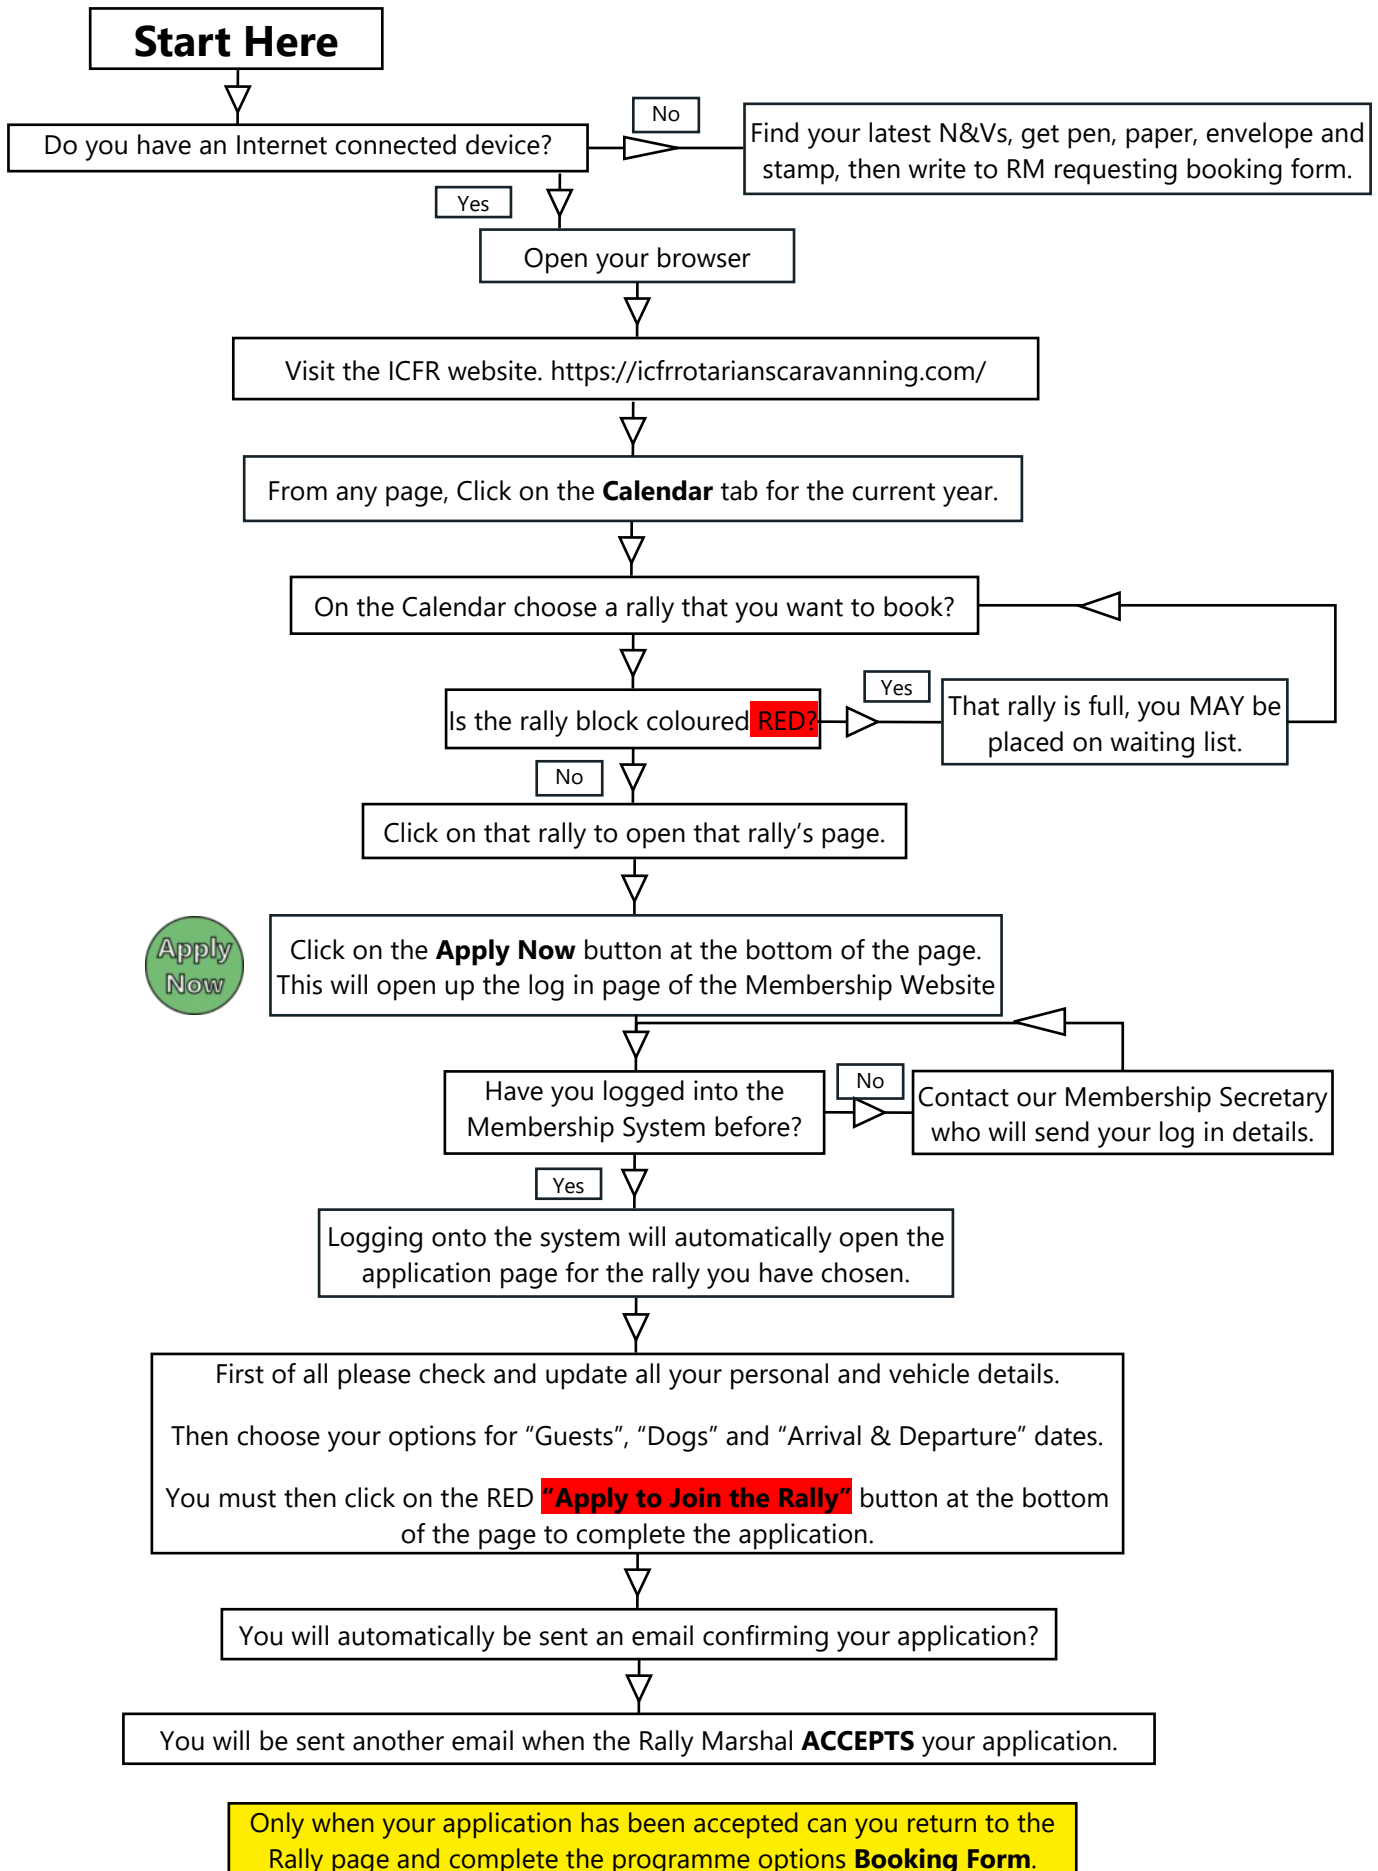 Start Here
Do you have an Internet connected device?
No
Find your latest N&Vs, get pen, paper, envelope and
stamp, then write to RM requesting booking form.
Yes
Open your browser
Visit the ICFR website. https://icfrrotarianscaravanning.com/
From any page, Click on the Calendar tab for the current year.
On the Calendar choose a rally that you want to book?
Is the rally block coloured RED?
Yes
That rally is full, you MAY be
placed on waiting list.
No
Click on that rally to open that rally’s page.
Apply
Now
Click on the Apply Now button at the bottom of the page.
This will open up the log in page of the Membership Website
Have you logged into the
Membership System before?
No
Contact our Membership Secretary
who will send your log in details.
Yes
Logging onto the system will automatically open the
application page for the rally you have chosen.
First of all please check and update all your personal and vehicle details.
Then choose your options for “Guests”, “Dogs” and “Arrival & Departure” dates.
You must then click on the RED “Apply to Join the Rally” button at the bottom
of the page to complete the application.
You will automatically be sent an email confirming your application?
You will be sent another email when the Rally Marshal ACCEPTS your application.
Only when your application has been accepted can you return to the
Rally page and complete the programme options Booking Form.